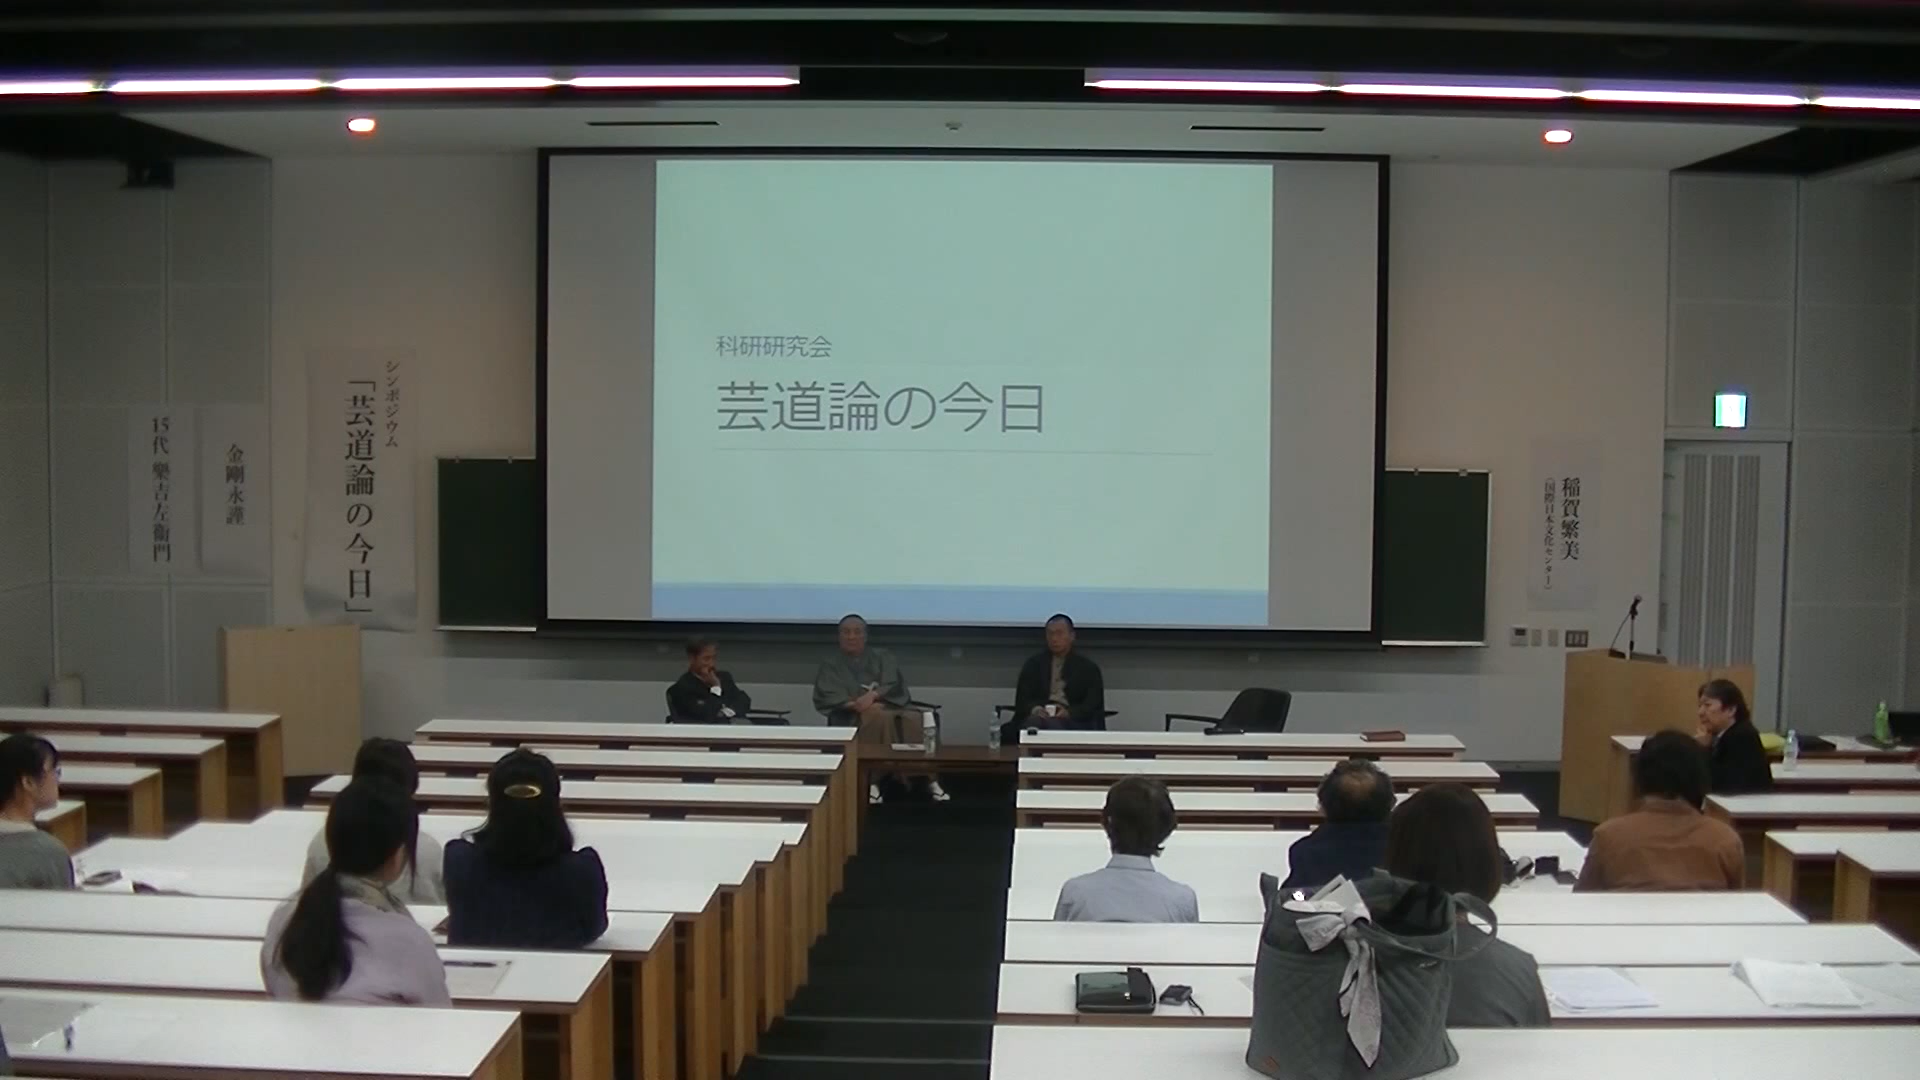 科研研究会
芸道論の今日
シンポジウム
「芸道論の今日」
金剛永謹
15代 樂吉左衛門
稲賀繁美
(国際日本文化センター)